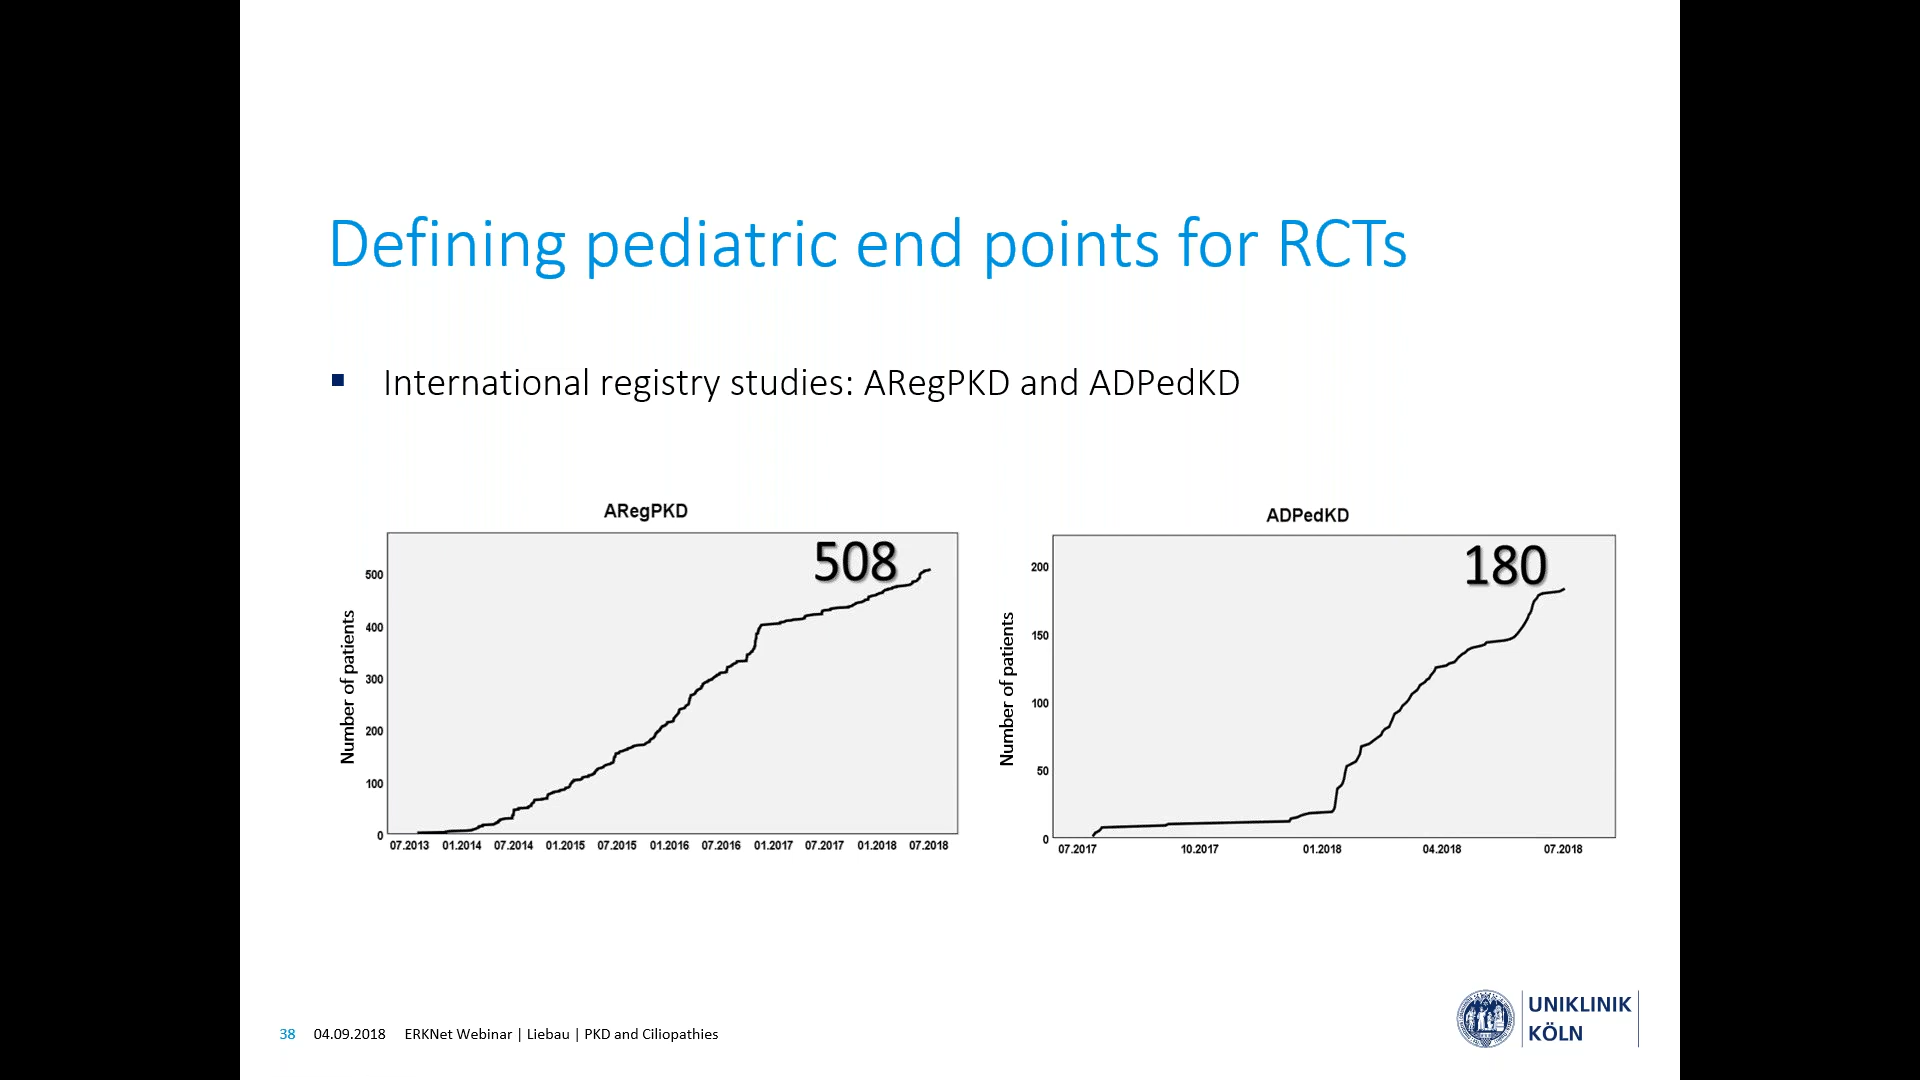 Defining pediatric end points for RCTs
▪ International registry studies: ARegPKD and ADPedKD
ARegPKD
508
Number of patients
500
400
300
200
100
0
07.2013 01.2014 07.2014 01.2015 07.2015 01.2016 07.2016 01.2017 07.2017 01.2018 07.2018
ADPedKD
180
Number of patients
200
150
100
50
0
07.2017 10.2017 01.2018 04.2018 07.2018
38 04.09.2018 ERKNet Webinar | Liebau | PKD and Ciliopathies
UNIKLINIK
KÖLN